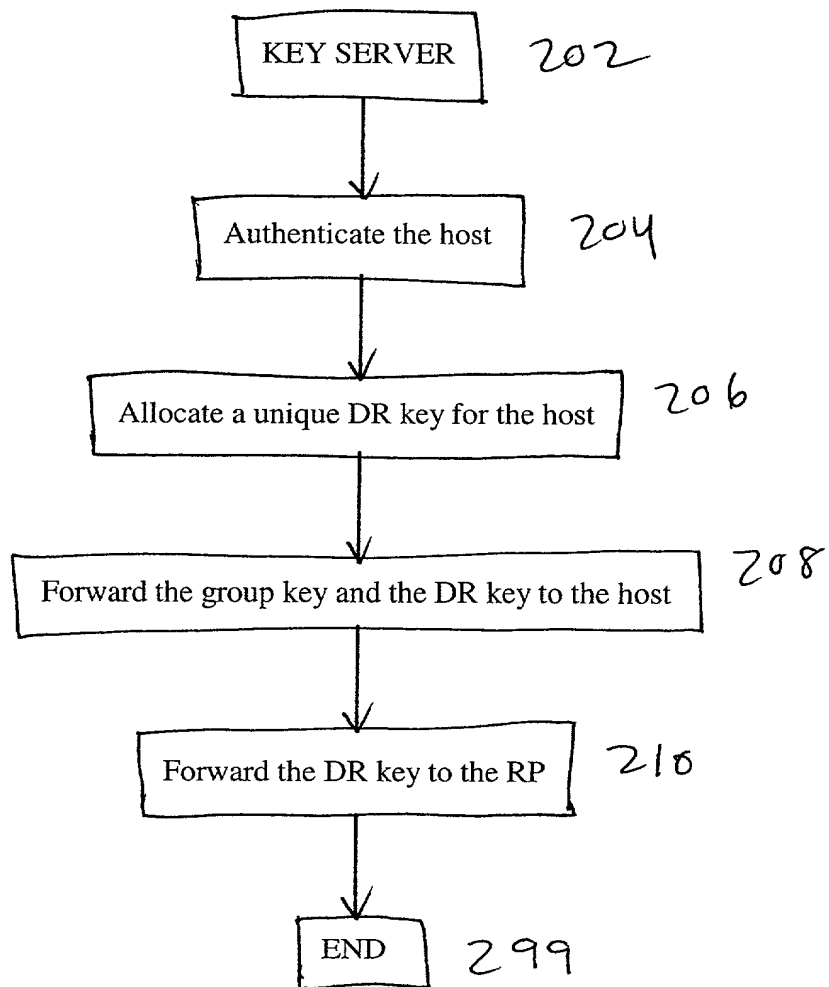 KEY SERVER 202
Authenticate the host 204
Allocate a unique DR key for the host 206
Forward the group key and the DR key to the host 208
Forward the DR key to the RP 210
END 299